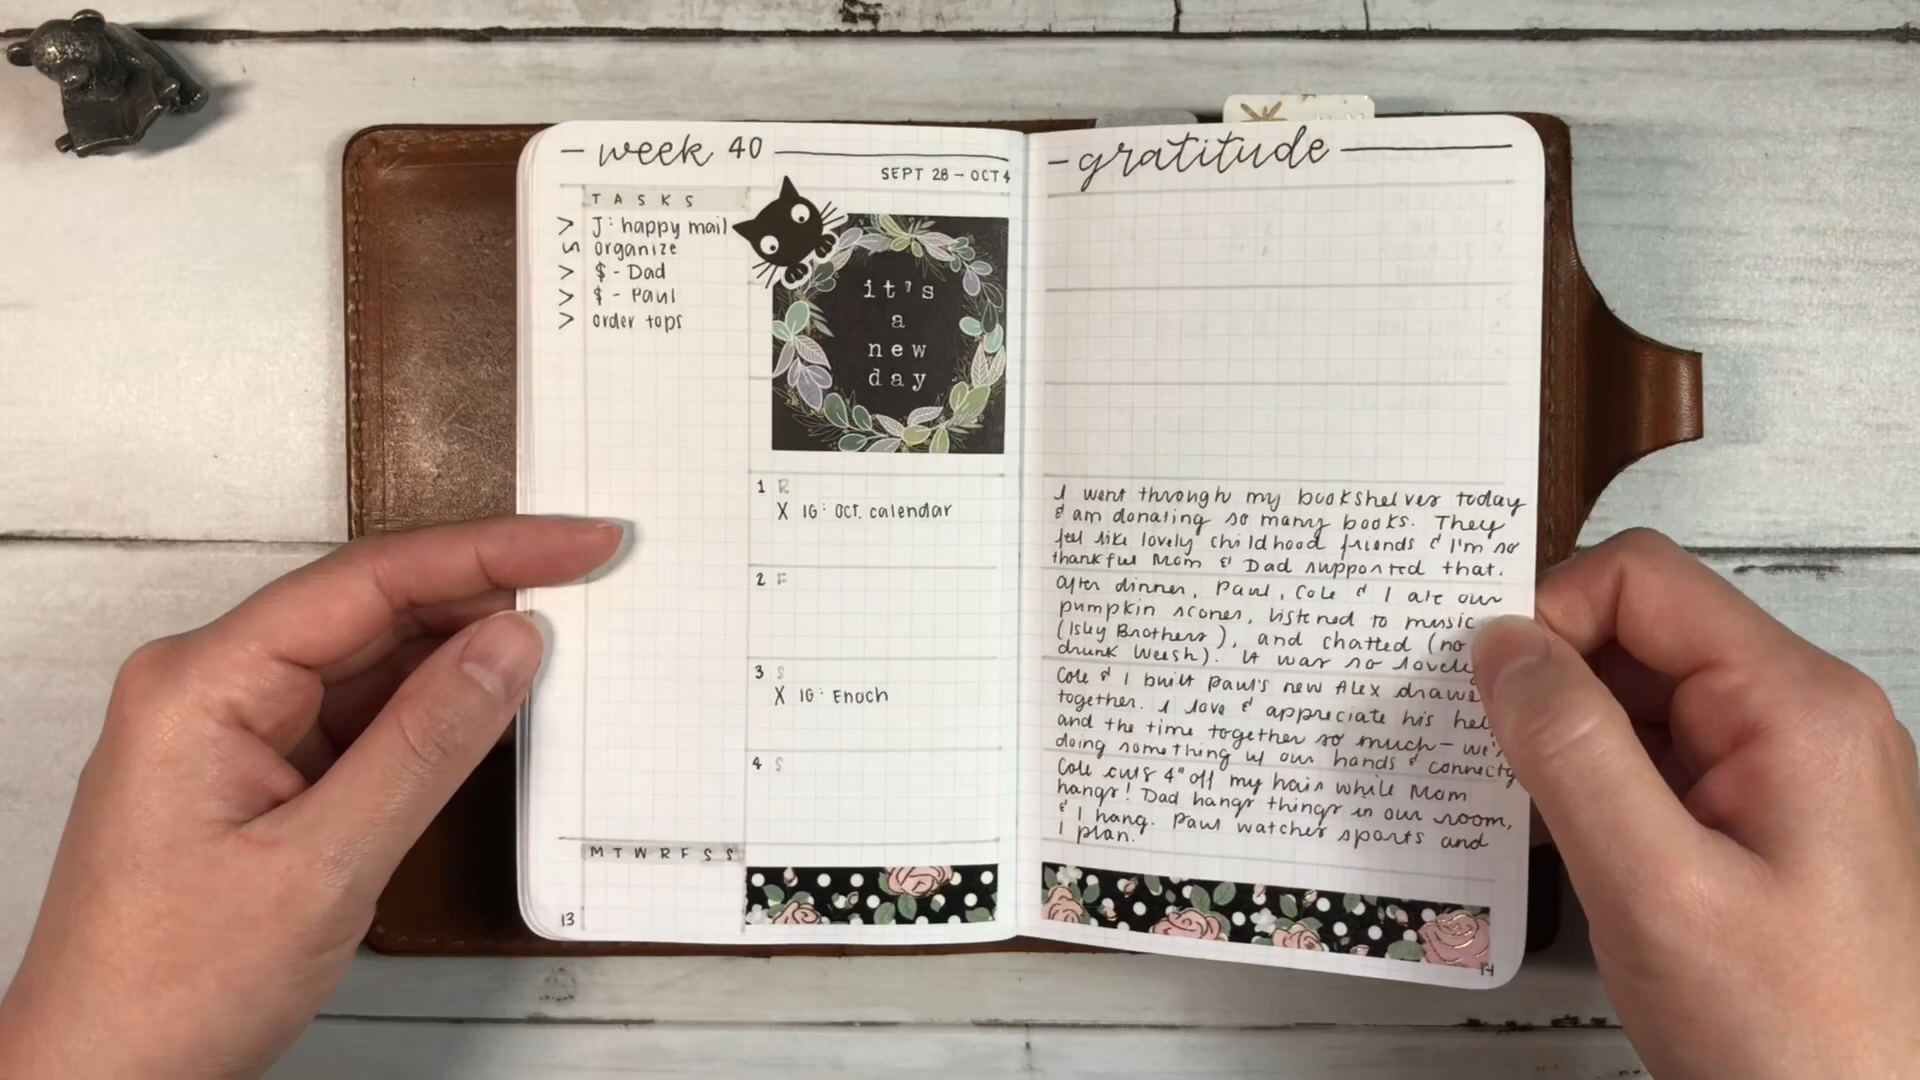 — week 40 —
SEPT 28 – OCT 4
TASKS
> J: happy mail
organize
> $ - Dad
> $ - Paul
> order tops
it's
a
new
day
1 R
X IG: Oct. calendar
2 F
3 S
X IG: Enoch
4 S
M T W R F S S
13
— gratitude —
I went through my bookshelves today
& am donating so many books. They
feel like lovely childhood friends & I'm so
thankful Mom & Dad supported that.
After dinner, Paul, Cole & I ate our
pumpkin scones, listened to music
(Isley Brothers), and chatted (no
drunk Weesh). It was so lovely
Cole & I built Paul's new Alex
together. I love & appreciate his
and the time together so much —
doing something w/ our hands &
Cole cuts 4" off my hair while Mom
hangs! Dad hangs things in our room,
& I hang. Paul watches sports and
I plan.
14